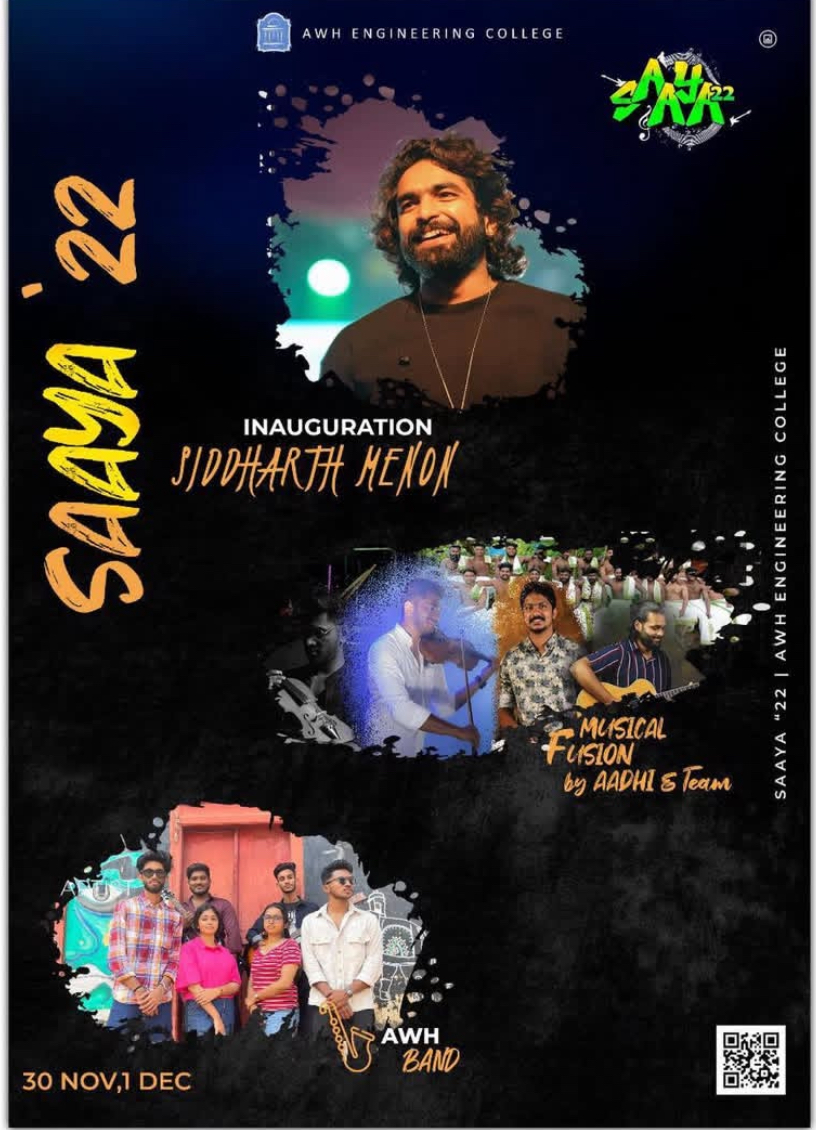 AWH ENGINEERING COLLEGE
SAAYA 22
SAAYA '22
INAUGURATION
SIDDHARTH MENON
SAAYA "22 | AWH ENGINEERING COLLEGE
MUSICAL
FUSION
by AADHI & Team
AWH
BAND
30 NOV,1 DEC